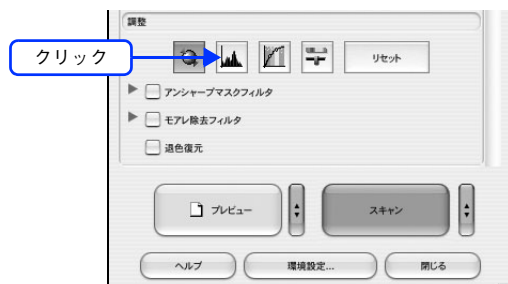 調整
クリック
リセット
アンシャープマスクフィルタ
モアレ除去フィルタ
退色復元
プレビュー
スキャン
ヘルプ
環境設定...
閉じる